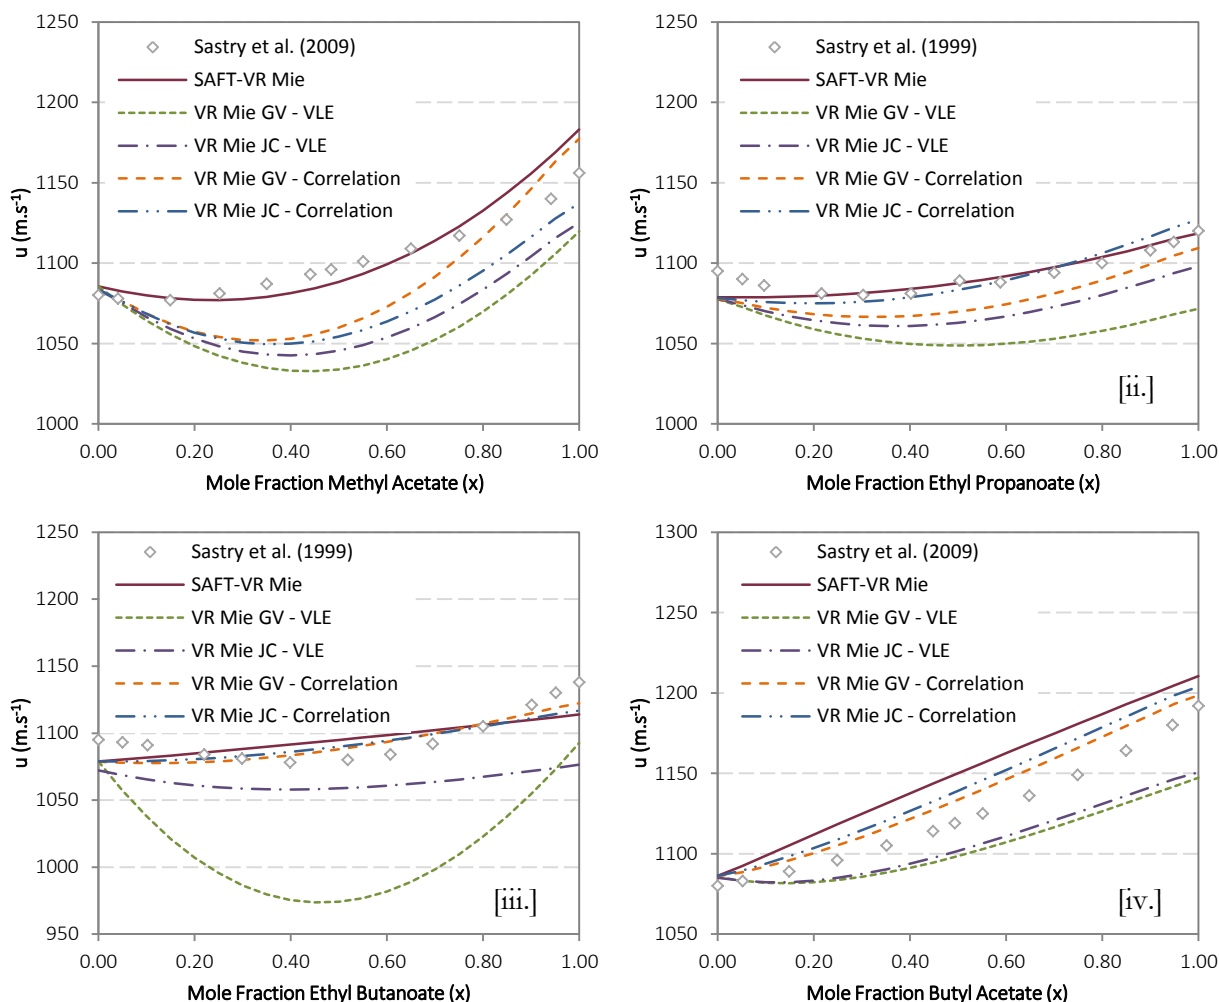 1250
1200
1150
1100
1050
1000
u (m.s⁻¹)
Sastry et al. (2009)
SAFT-VR Mie
VR Mie GV - VLE
VR Mie JC - VLE
VR Mie GV - Correlation
VR Mie JC - Correlation
0.00 0.20 0.40 0.60 0.80 1.00
Mole Fraction Methyl Acetate (x)
1250
1200
1150
1100
1050
1000
u (m.s⁻¹)
Sastry et al. (1999)
SAFT-VR Mie
VR Mie GV - VLE
VR Mie JC - VLE
VR Mie GV - Correlation
VR Mie JC - Correlation
[ii.]
0.00 0.20 0.40 0.60 0.80 1.00
Mole Fraction Ethyl Propanoate (x)
1250
1200
1150
1100
1050
1000
950
u (m.s⁻¹)
Sastry et al. (1999)
SAFT-VR Mie
VR Mie GV - VLE
VR Mie JC - VLE
VR Mie GV - Correlation
VR Mie JC - Correlation
[iii.]
0.00 0.20 0.40 0.60 0.80 1.00
Mole Fraction Ethyl Butanoate (x)
1300
1250
1200
1150
1100
1050
u (m.s⁻¹)
Sastry et al. (2009)
SAFT-VR Mie
VR Mie GV - VLE
VR Mie JC - VLE
VR Mie GV - Correlation
VR Mie JC - Correlation
[iv.]
0.00 0.20 0.40 0.60 0.80 1.00
Mole Fraction Butyl Acetate (x)